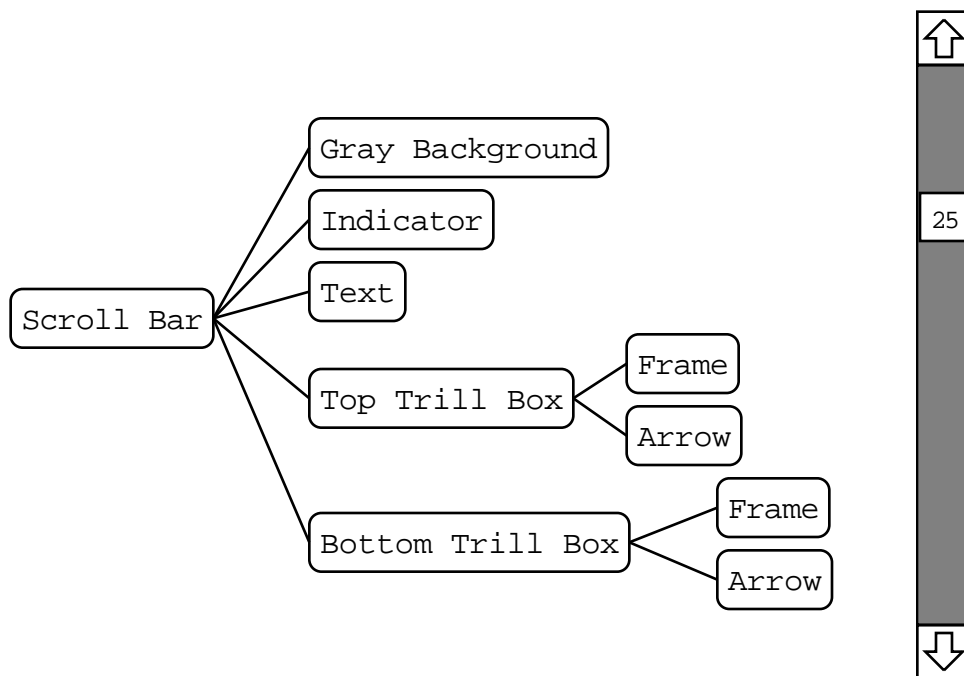 Gray Background
Indicator
25
Text
Scroll Bar
Frame
Top Trill Box
Arrow
Frame
Bottom Trill Box
Arrow